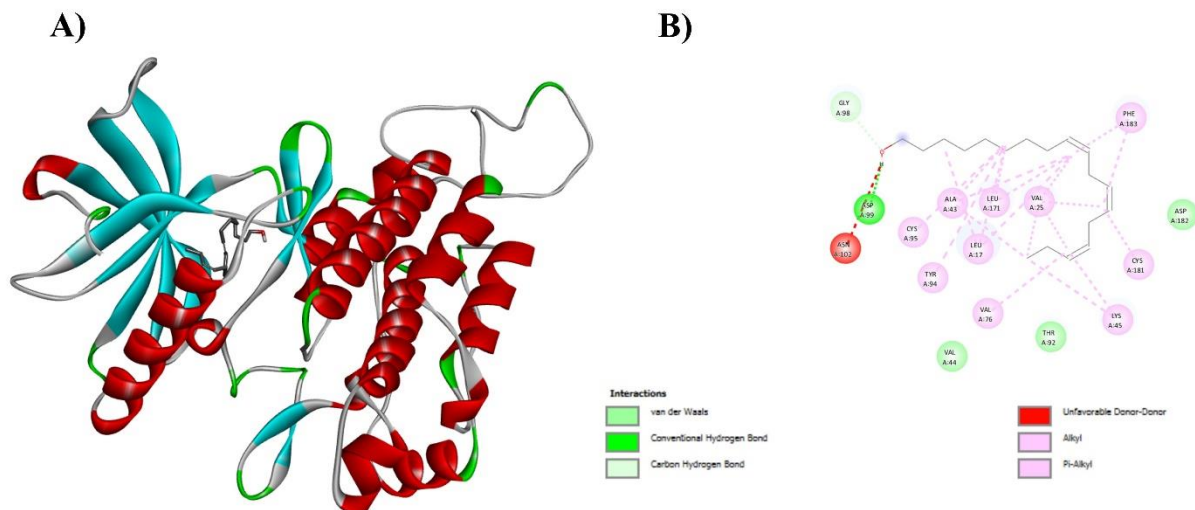 A)
B)
GLY
A:98
PHE
A:183
ASP
A:99
ALA
A:43
LEU
A:171
VAL
A:25
ASP
A:182
CYS
A:95
ASN
A:102
LEU
A:17
TYR
A:94
CYS
A:181
VAL
A:76
LYS
A:45
THR
A:92
VAL
A:44
Interactions
van der Waals
Conventional Hydrogen Bond
Carbon Hydrogen Bond
Unfavorable Donor-Donor
Alkyl
Pi-Alkyl